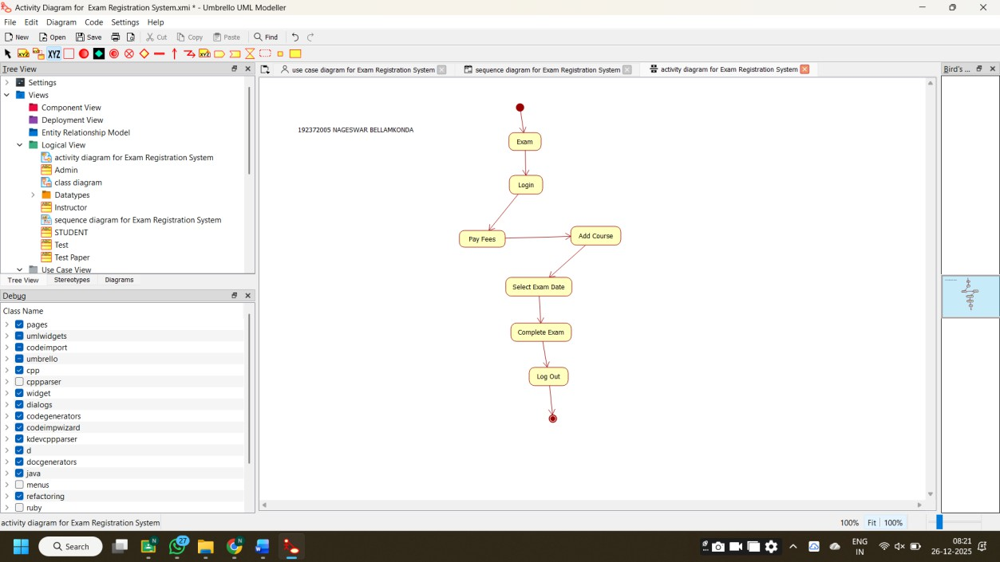 Activity Diagram for  Exam Registration System.xmi * - Umbrello UML Modeller
File Edit Diagram Code Settings Help
New Open Save Cut Copy Paste Find
XYZ XYZ XYZ
Tree View
use case diagram for Exam Registration System
sequence diagram for Exam Registration System
activity diagram for Exam Registration System
Bird's ...
Settings
Views
Component View
Deployment View
Entity Relationship Model
Logical View
activity diagram for Exam Registration System
Admin
class diagram
Datatypes
Instructor
sequence diagram for Exam Registration System
STUDENT
Test
Test Paper
Use Case View
Tree View Stereotypes Diagrams
Debug
Class Name
pages
umlwidgets
codeimport
umbrello
cpp
cppparser
widget
dialogs
codegenerators
codeimpwizard
kdevcppparser
d
docgenerators
java
menus
refactoring
ruby
192372005 NAGESWAR BELLAMKONDA
Exam
Login
Pay Fees
Add Course
Select Exam Date
Complete Exam
Log Out
activity diagram for Exam Registration System
100% Fit 100%
Search
27
ENG
IN
08:21
26-12-2025